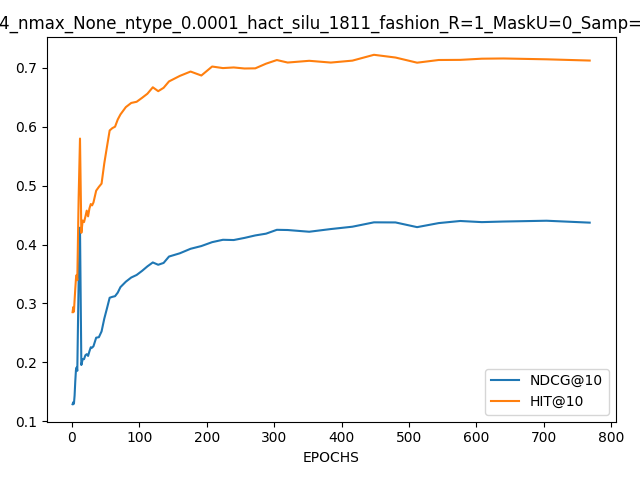 4_nmax_None_ntype_0.0001_hact_silu_1811_fashion_R=1_MaskU=0_Samp=
0.7
0.6
0.5
0.4
0.3
0.2
0.1
NDCG@10
HIT@10
0 100 200 300 400 500 600 700 800
EPOCHS